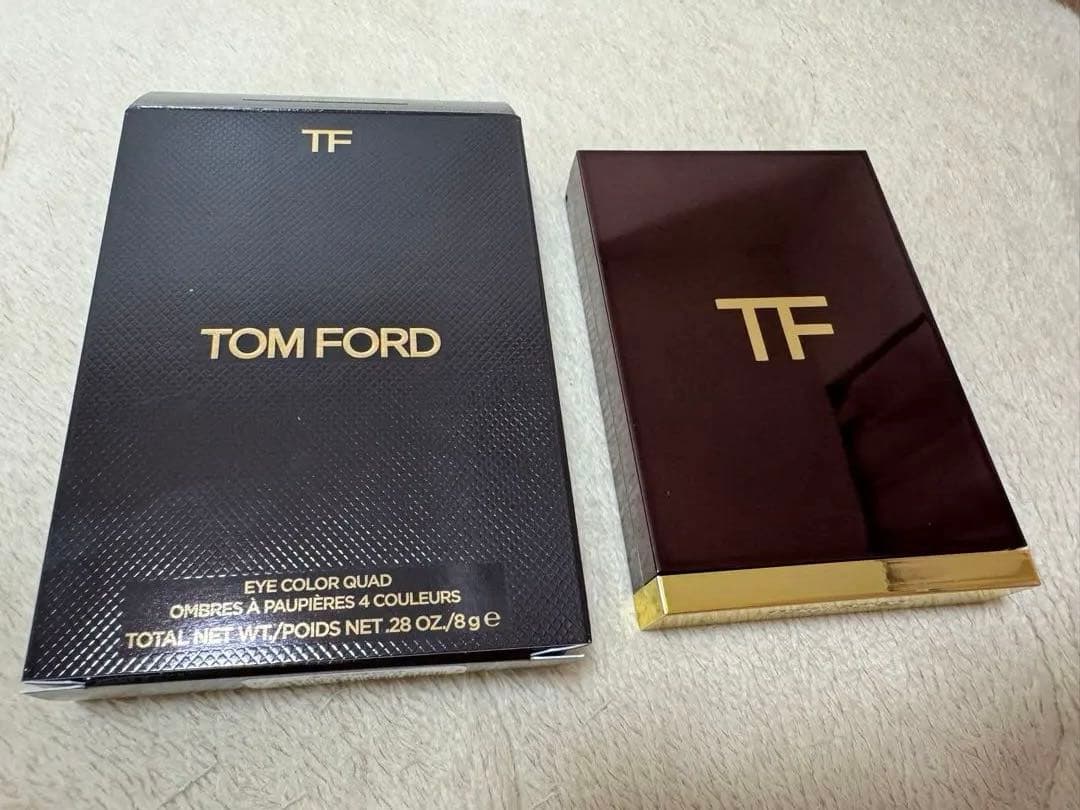 TF
TOM FORD
EYE COLOR QUAD
OMBRES À PAUPIÈRES 4 COULEURS
TOTAL NET WT./POIDS NET .28 OZ./8 g e
TF